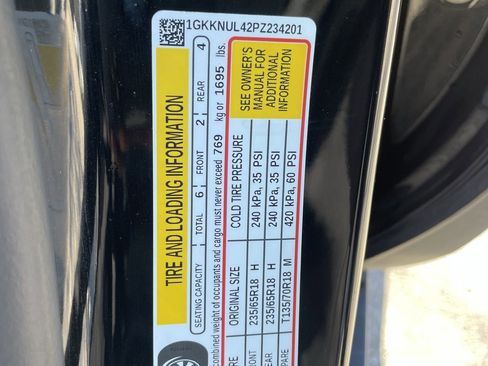 1GKKNUL42PZ234201
TIRE AND LOADING INFORMATION
SEATING CAPACITY | TOTAL 6 | FRONT 2 | REAR 4
combined weight of occupants and cargo must never exceed 769 kg or 1695 lbs.
ORIGINAL SIZE COLD TIRE PRESSURE
235/65R18 H 240 kPa, 35 PSI
235/65R18 H 240 kPa, 35 PSI
T135/70R18 M 420 kPa, 60 PSI
SEE OWNER'S
MANUAL FOR
ADDITIONAL
INFORMATION